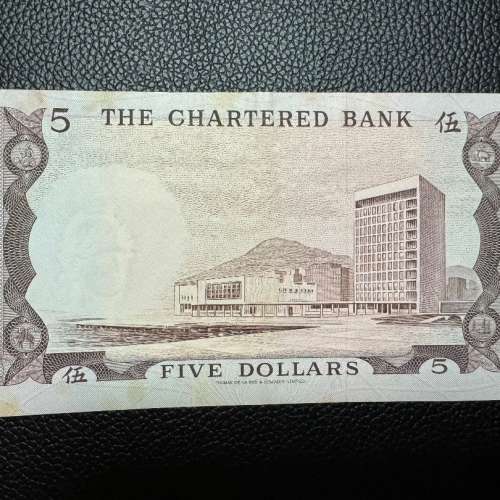 5 THE CHARTERED BANK 伍
伍 FIVE DOLLARS 5
THOMAS DE LA RUE & COMPANY, LIMITED.